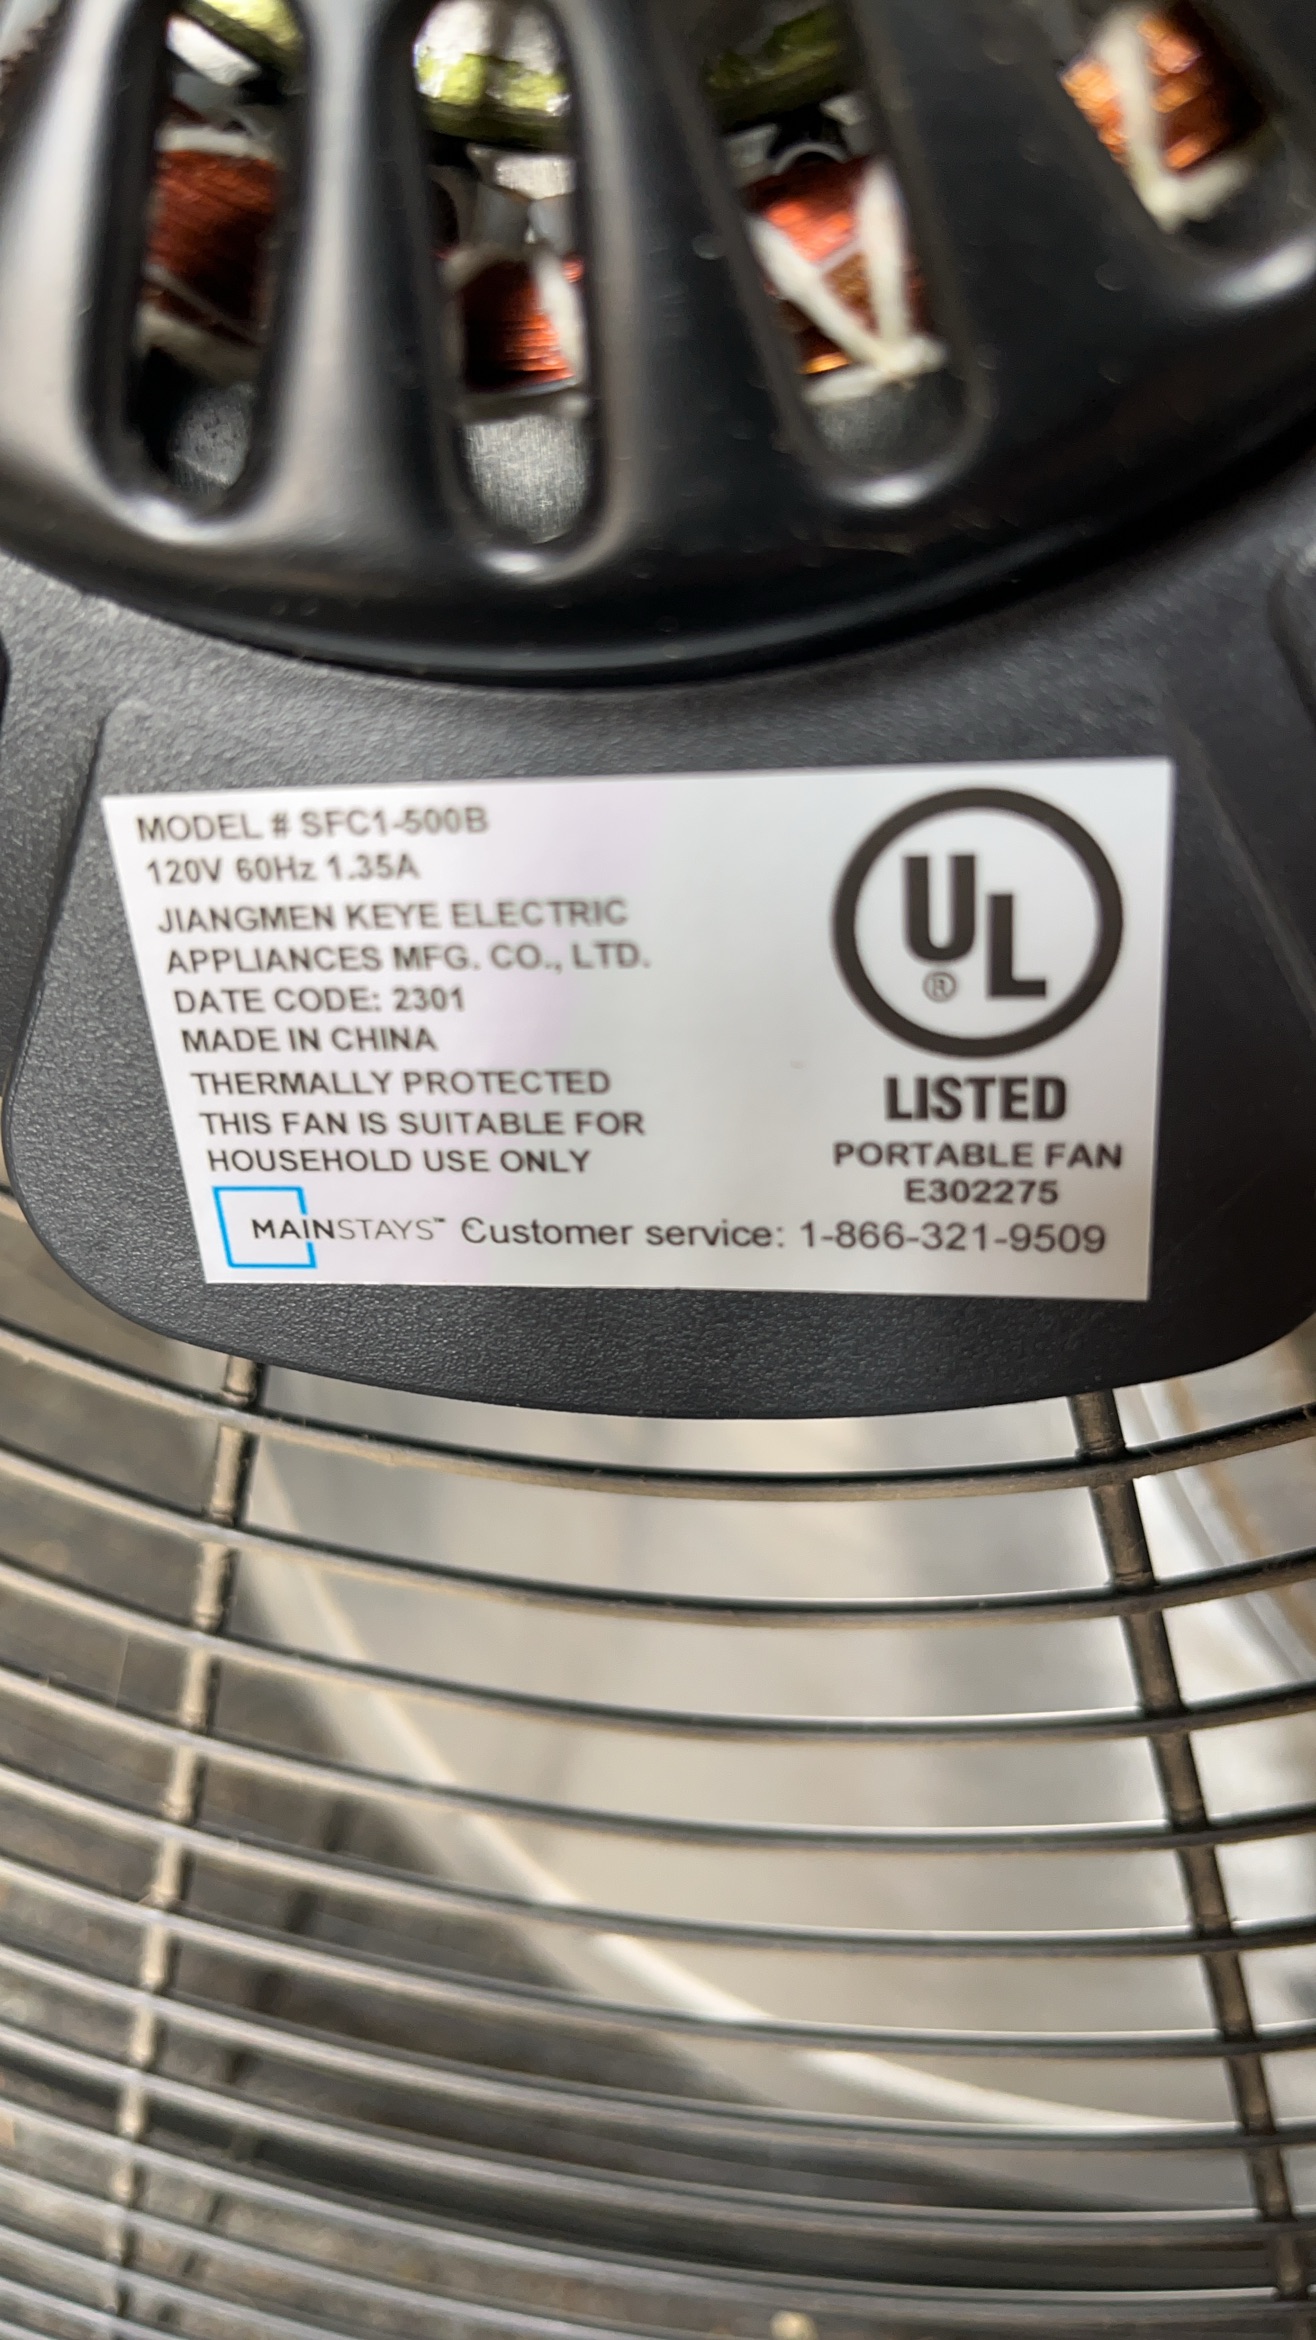 MODEL # SFC1-500B
120V 60Hz 1.35A
JIANGMEN KEYE ELECTRIC
APPLIANCES MFG. CO., LTD.
DATE CODE: 2301
MADE IN CHINA
THERMALLY PROTECTED
THIS FAN IS SUITABLE FOR
HOUSEHOLD USE ONLY
UL®
LISTED
PORTABLE FAN
E302275
MAINSTAYS™ Customer service: 1-866-321-9509